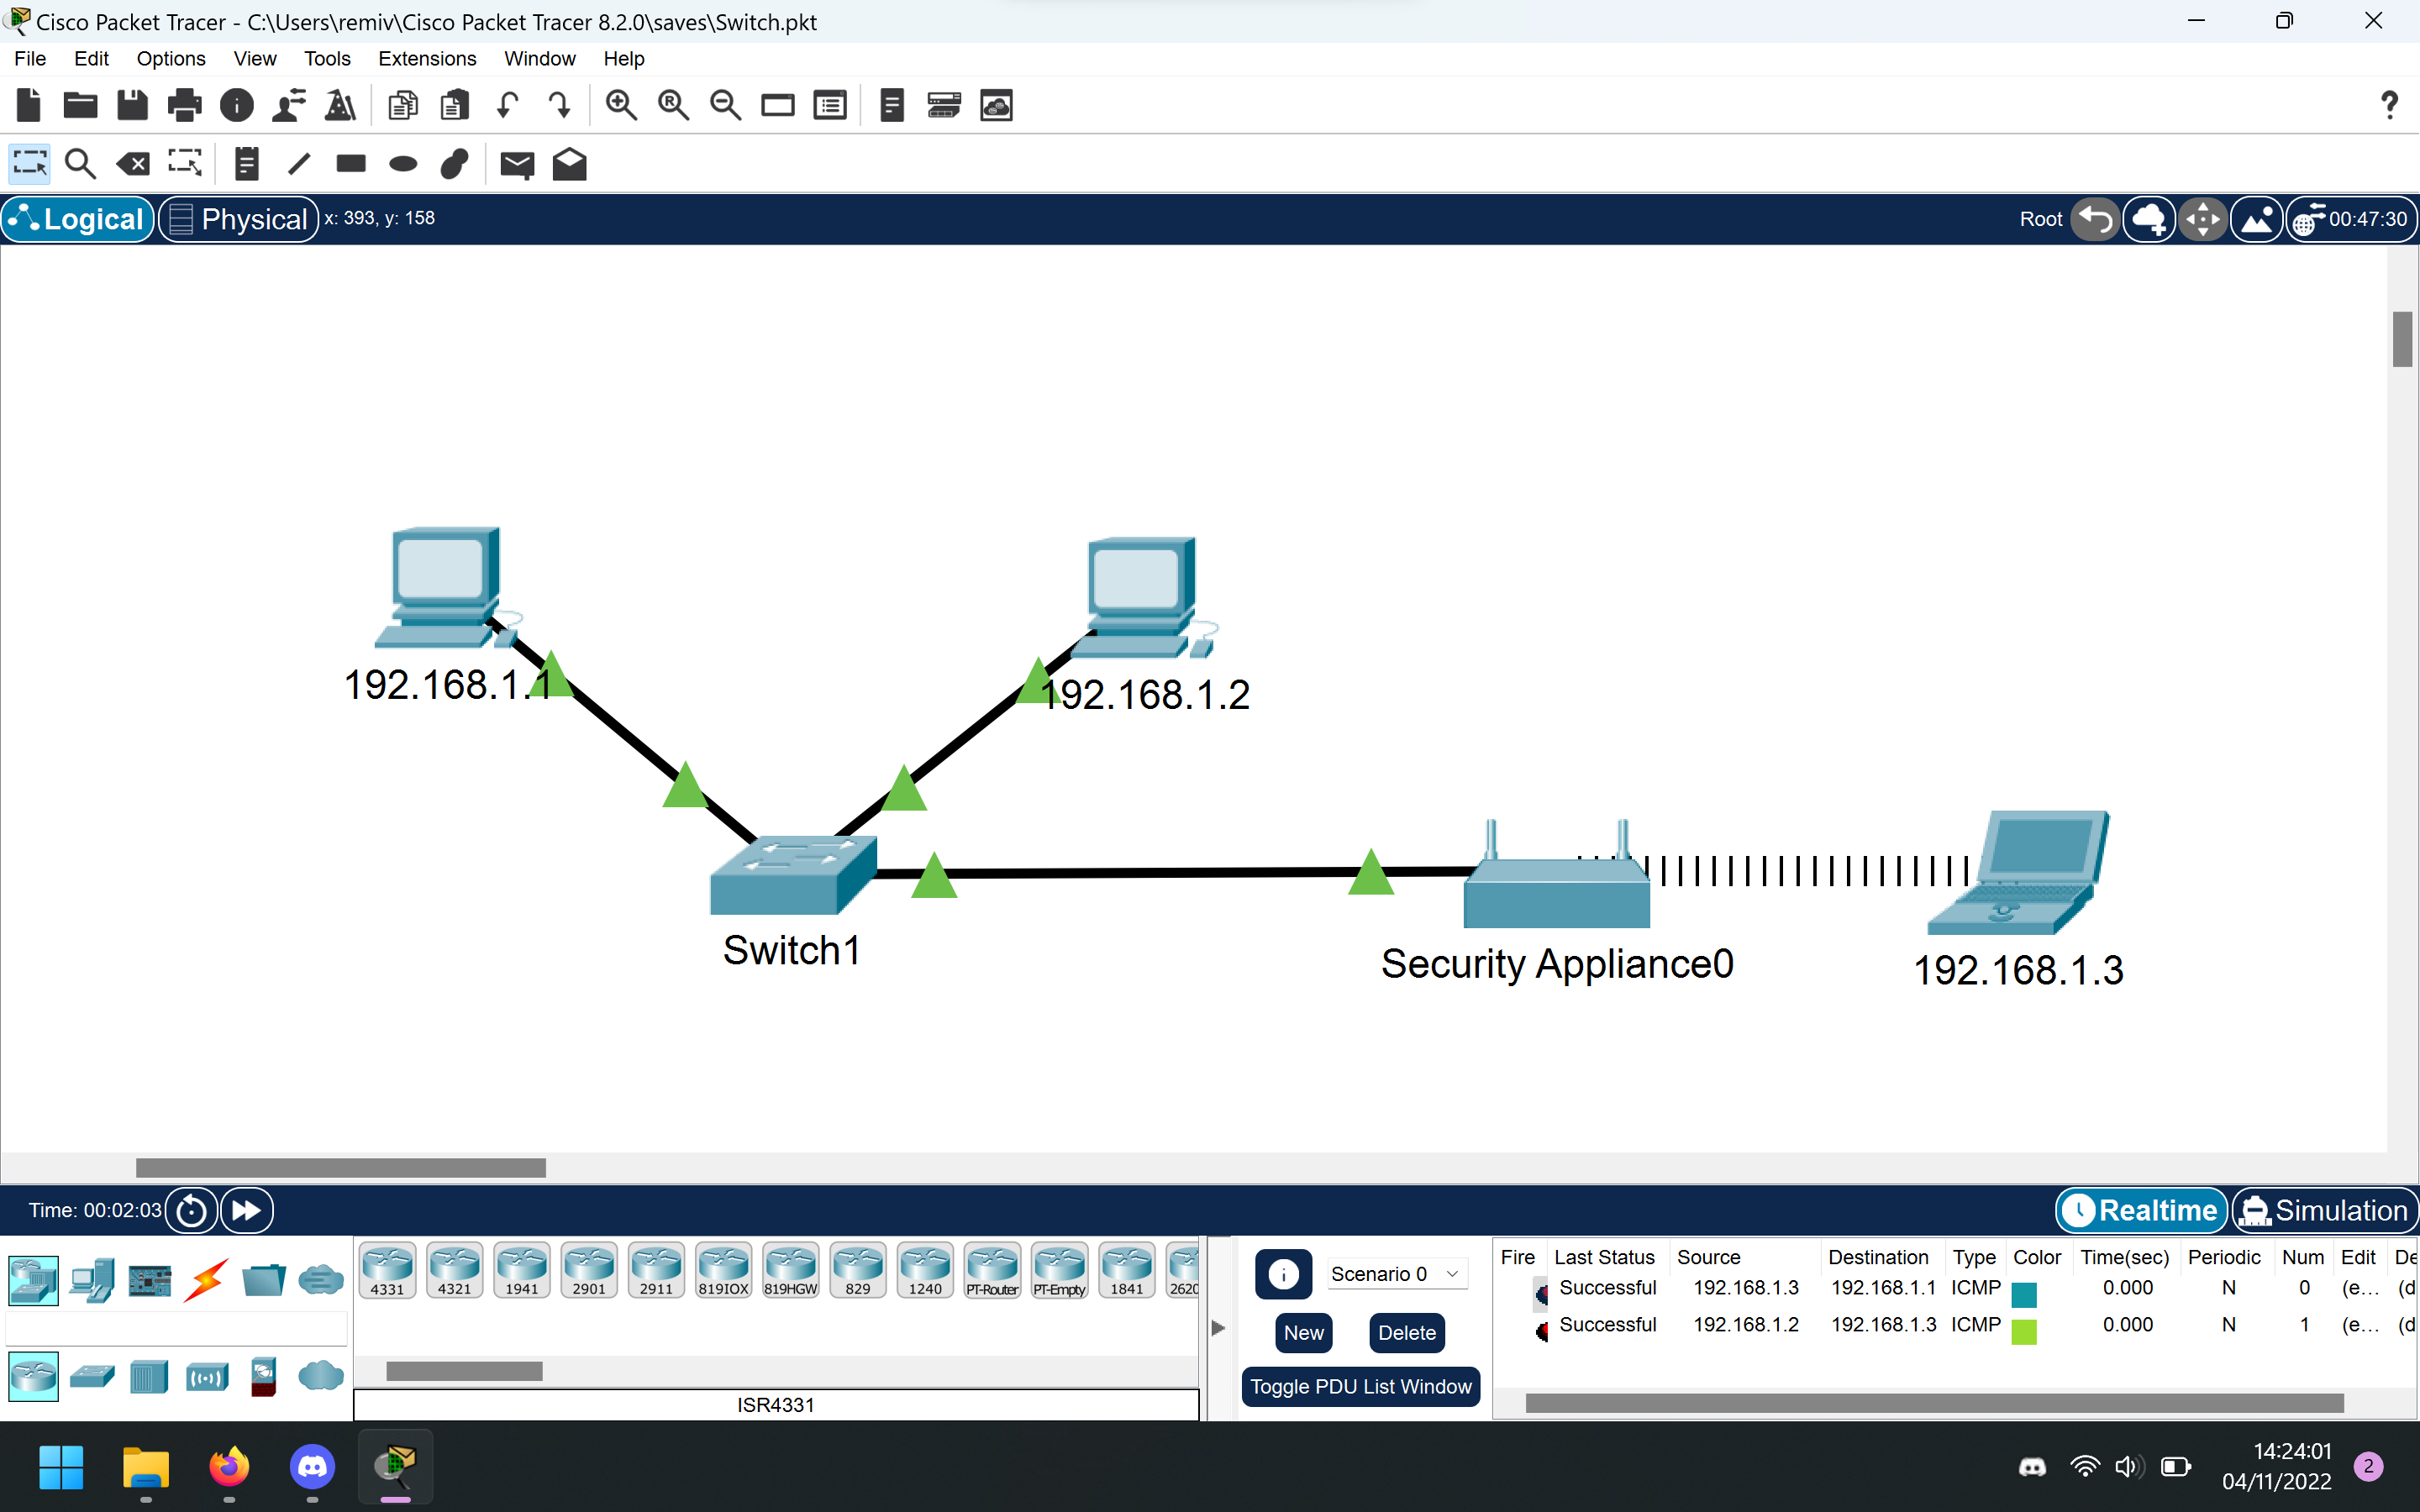 Cisco Packet Tracer - C:\Users\remiv\Cisco Packet Tracer 8.2.0\saves\Switch.pkt
File Edit Options View Tools Extensions Window Help
Logical Physical x: 393, y: 158 Root 00:47:30
192.168.1.1
192.168.1.2
Switch1
Security Appliance0
192.168.1.3
Time: 00:02:03 Realtime Simulation
4331 4321 1941 2901 2911 819IOX 819HGW 829 1240 PT-Router PT-Empty 1841 2620
ISR4331
Scenario 0
New Delete
Toggle PDU List Window
Fire Last Status Source Destination Type Color Time(sec) Periodic Num Edit De
Successful 192.168.1.3 192.168.1.1 ICMP 0.000 N 0 (e... (d
Successful 192.168.1.2 192.168.1.3 ICMP 0.000 N 1 (e... (d
14:24:01
04/11/2022
2